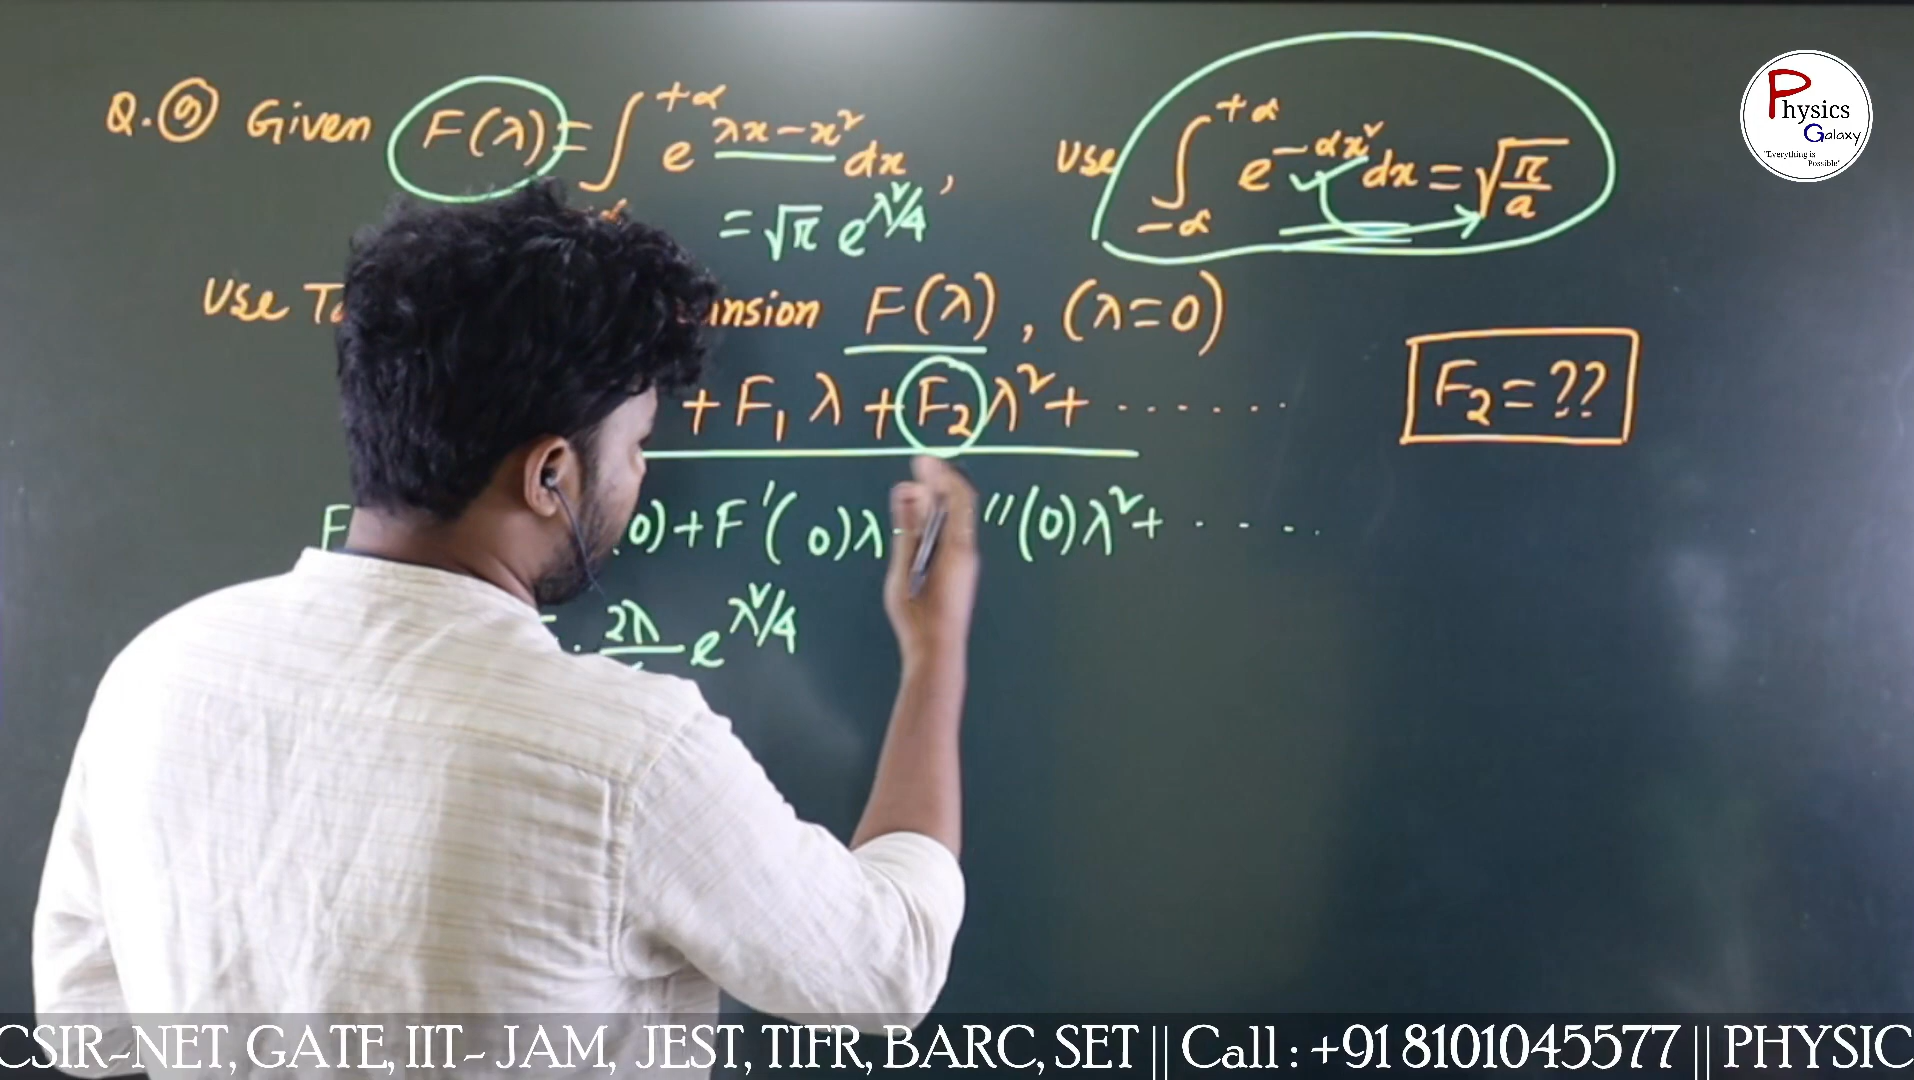 Q. 9 Given F(λ) = ∫ +α e λx-x² dx, Use ∫ +α -α e -αx² dx = √π/a
= √π e λ²/4
Use nsion F(λ), (λ=0)
+ F₁ λ + F₂ λ² + . . . . . .
F₂ = ??
F 0) + F'( 0)λ "(0)λ² + . . . .
. 2λ e λ²/4
Physics Galaxy
"Everything is Possible"
CSIR-NET, GATE, IIT- JAM, JEST, TIFR, BARC, SET || Call : +91 8101045577 || PHYSIC